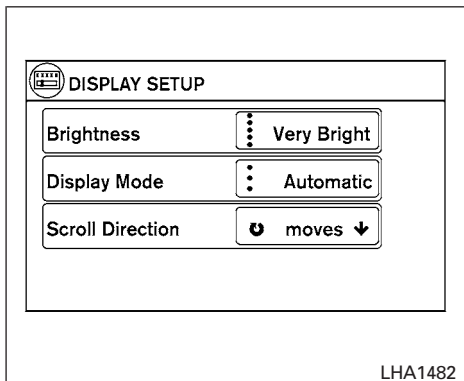 DISPLAY SETUP
Brightness Very Bright
Display Mode Automatic
Scroll Direction moves
LHA1482